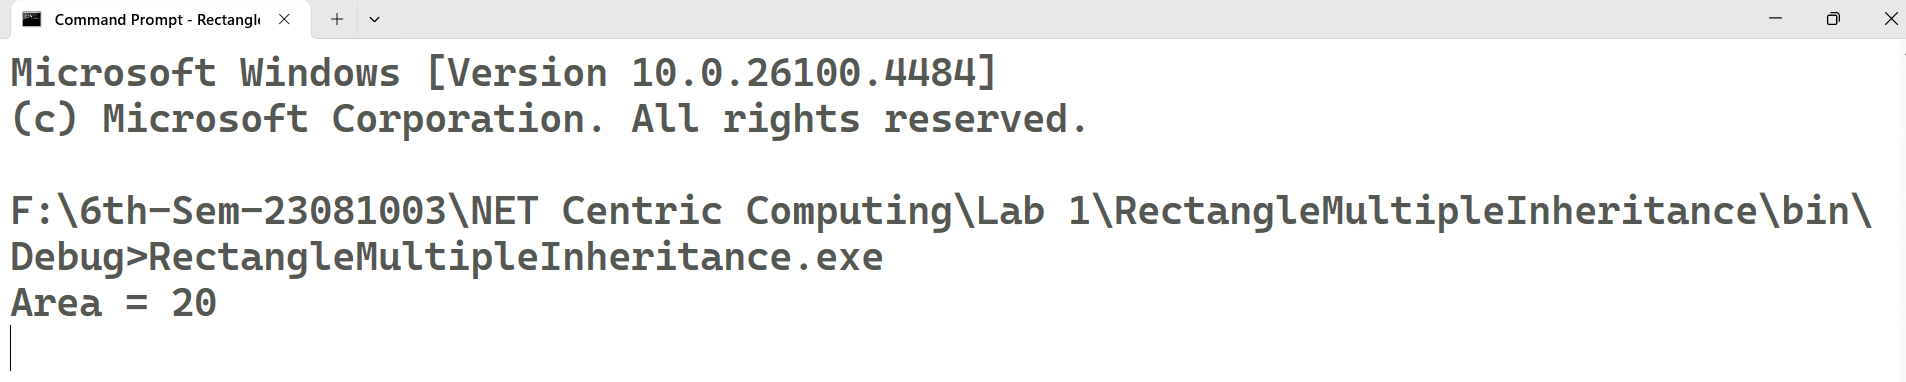 Command Prompt - Rectangl
Microsoft Windows [Version 10.0.26100.4484]
(c) Microsoft Corporation. All rights reserved.
F:\6th-Sem-23081003\NET Centric Computing\Lab 1\RectangleMultipleInheritance\bin\
Debug>RectangleMultipleInheritance.exe
Area = 20